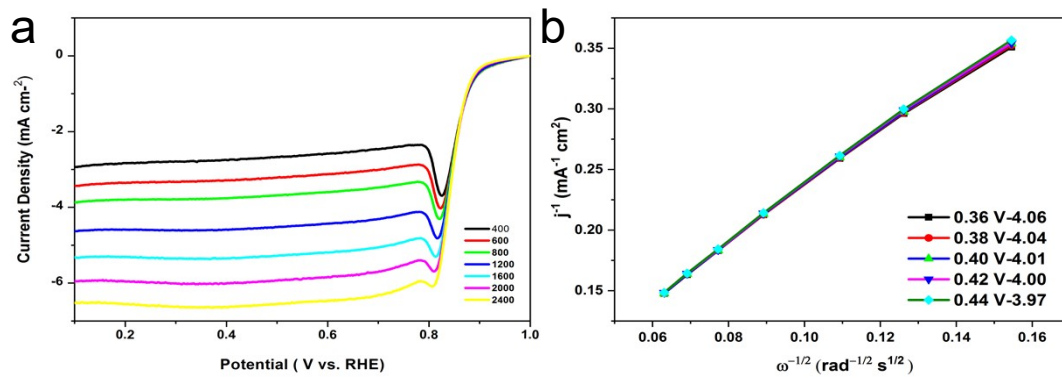 a
0
-2
-4
-6
Current Density (mA cm-2)
400
600
800
1200
1600
2000
2400
0.2 0.4 0.6 0.8 1.0
Potential ( V vs. RHE)
b
0.35
0.30
0.25
0.20
0.15
j⁻¹ (mA⁻¹ cm²)
0.36 V-4.06
0.38 V-4.04
0.40 V-4.01
0.42 V-4.00
0.44 V-3.97
0.06 0.08 0.10 0.12 0.14 0.16
ω⁻¹/² (rad⁻¹/² s¹/²)